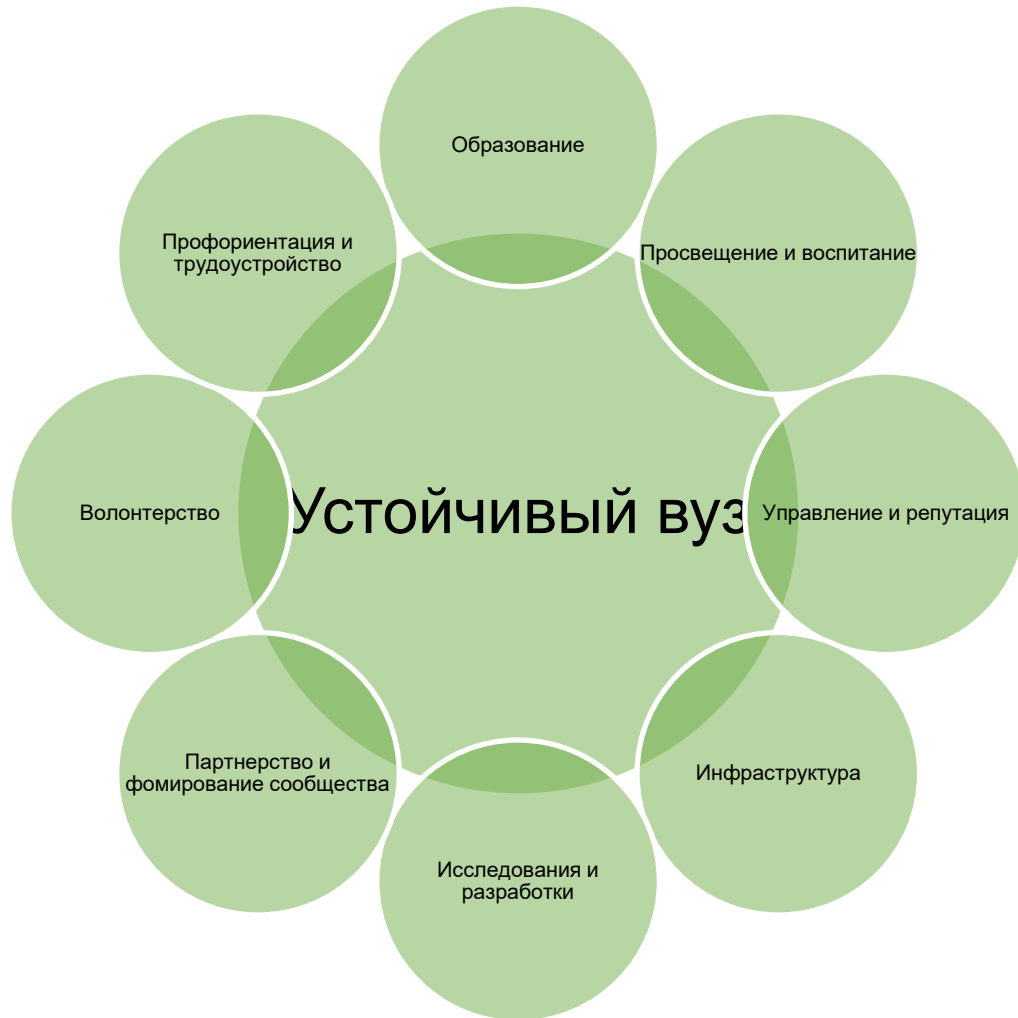 Образование
Профориентация и
трудоустройство
Просвещение и воспитание
Волонтерство
Устойчивый вуз
Управление и репутация
Партнерство и
фомирование сообщества
Инфраструктура
Исследования и
разработки